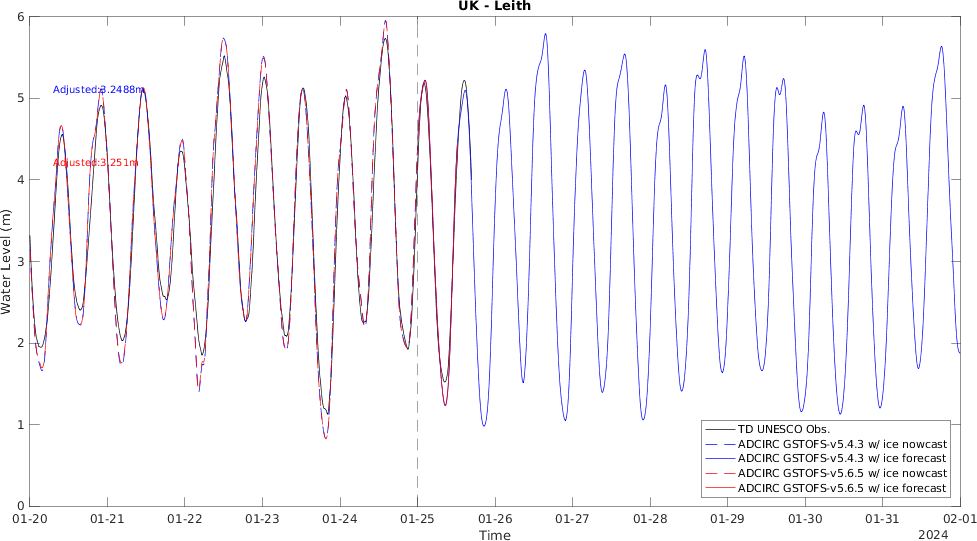 UK - Leith
6
5
4
3
2
1
0
Water Level (m)
Adjusted:3.2488m
Adjusted:3.251m
TD UNESCO Obs.
ADCIRC GSTOFS-v5.4.3 w/ ice nowcast
ADCIRC GSTOFS-v5.4.3 w/ ice forecast
ADCIRC GSTOFS-v5.6.5 w/ ice nowcast
ADCIRC GSTOFS-v5.6.5 w/ ice forecast
01-20 01-21 01-22 01-23 01-24 01-25 01-26 01-27 01-28 01-29 01-30 01-31 02-01
Time
2024